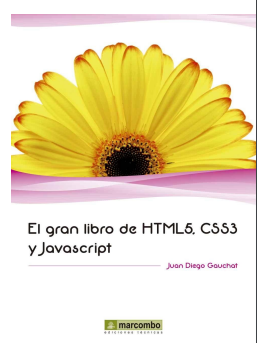 El gran libro de HTML5, CSS3
y Javascript
Juan Diego Gauchat
marcombo
ediciones técnicas